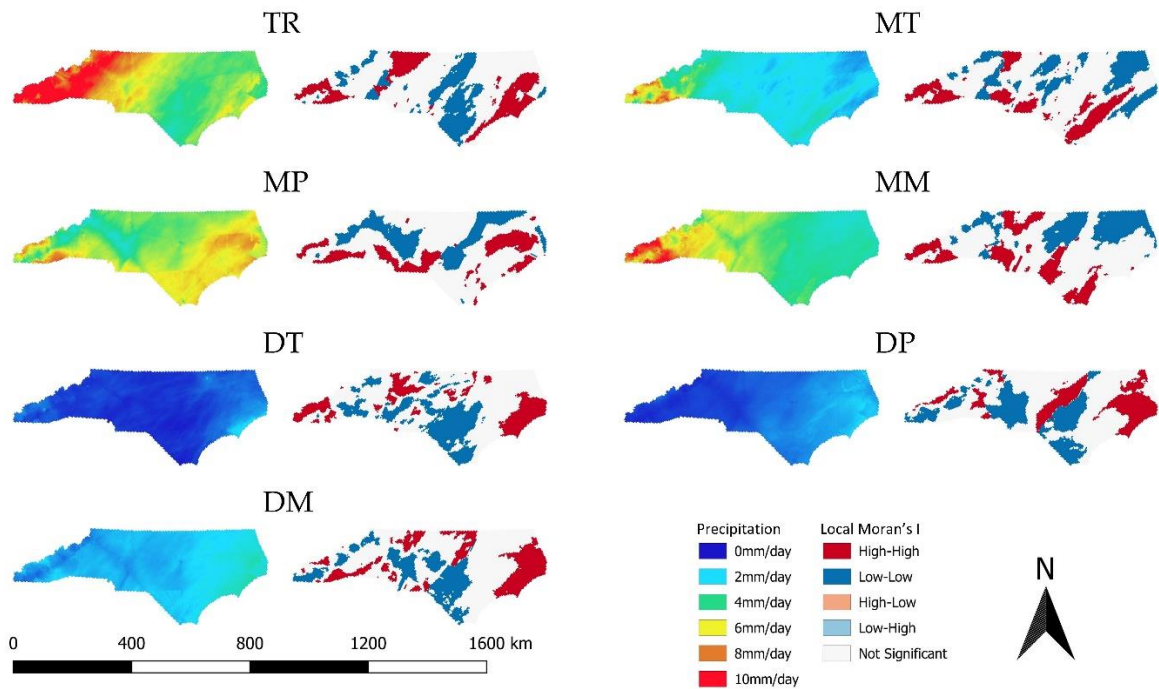 TR
MT
MP
MM
DT
DP
DM
Precipitation
0mm/day
2mm/day
4mm/day
6mm/day
8mm/day
10mm/day
Local Moran's I
High-High
Low-Low
High-Low
Low-High
Not Significant
N
0 400 800 1200 1600 km